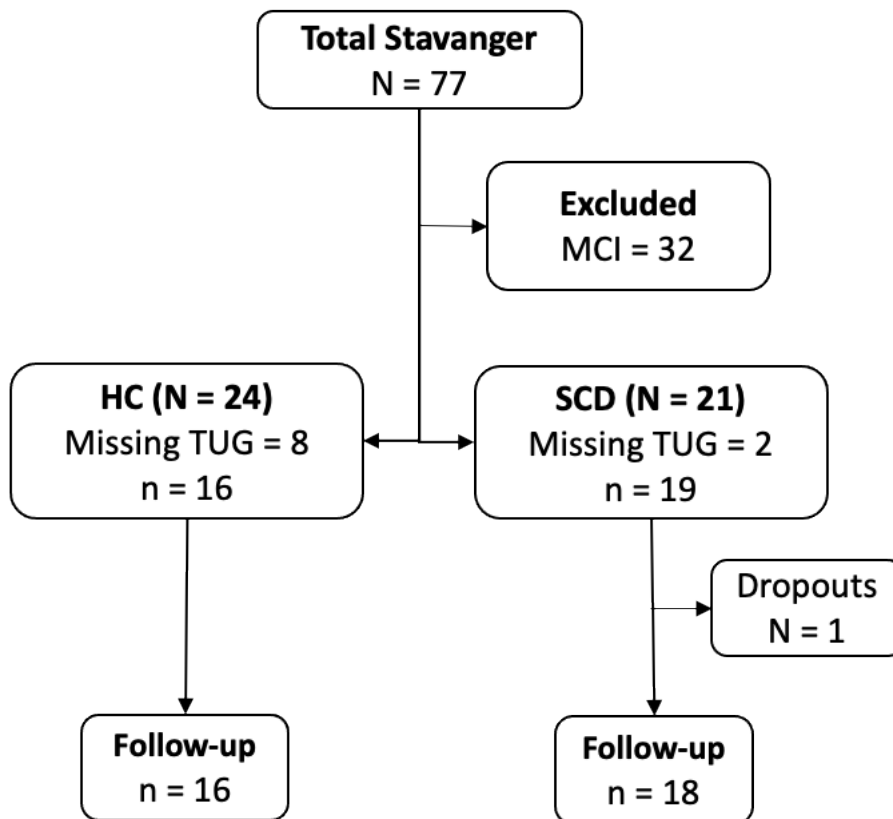 Total Stavanger
N = 77
Excluded
MCI = 32
HC (N = 24)
Missing TUG = 8
n = 16
SCD (N = 21)
Missing TUG = 2
n = 19
Dropouts
N = 1
Follow-up
n = 16
Follow-up
n = 18